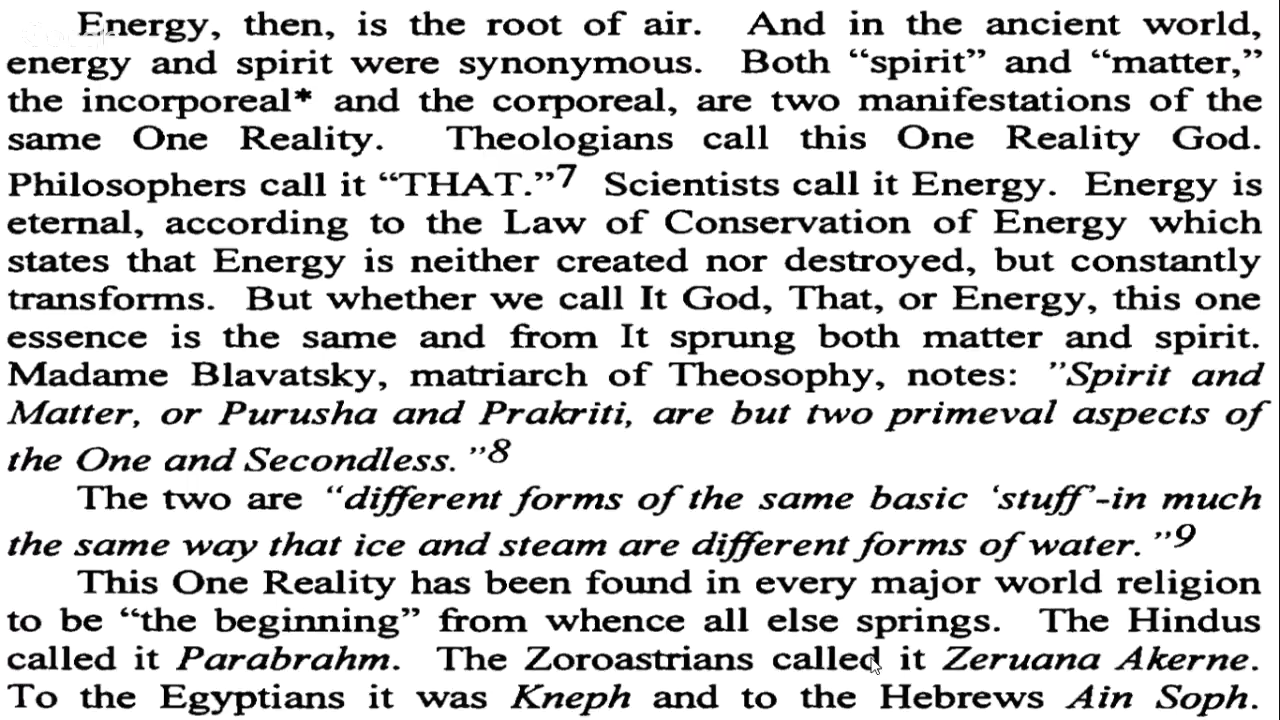 Energy, then, is the root of air. And in the ancient world,
energy and spirit were synonymous. Both “spirit” and “matter,”
the incorporeal* and the corporeal, are two manifestations of the
same One Reality. Theologians call this One Reality God.
Philosophers call it “THAT.”7 Scientists call it Energy. Energy is
eternal, according to the Law of Conservation of Energy which
states that Energy is neither created nor destroyed, but constantly
transforms. But whether we call It God, That, or Energy, this one
essence is the same and from It sprung both matter and spirit.
Madame Blavatsky, matriarch of Theosophy, notes: ”Spirit and
Matter, or Purusha and Prakriti, are but two primeval aspects of
the One and Secondless. ”8
The two are “different forms of the same basic ‘stuff’-in much
the same way that ice and steam are different forms of water. ”9
This One Reality has been found in every major world religion
to be “the beginning” from whence all else springs. The Hindus
called it Parabrahm. The Zoroastrians called it Zeruana Akerne.
To the Egyptians it was Kneph and to the Hebrews Ain Soph.